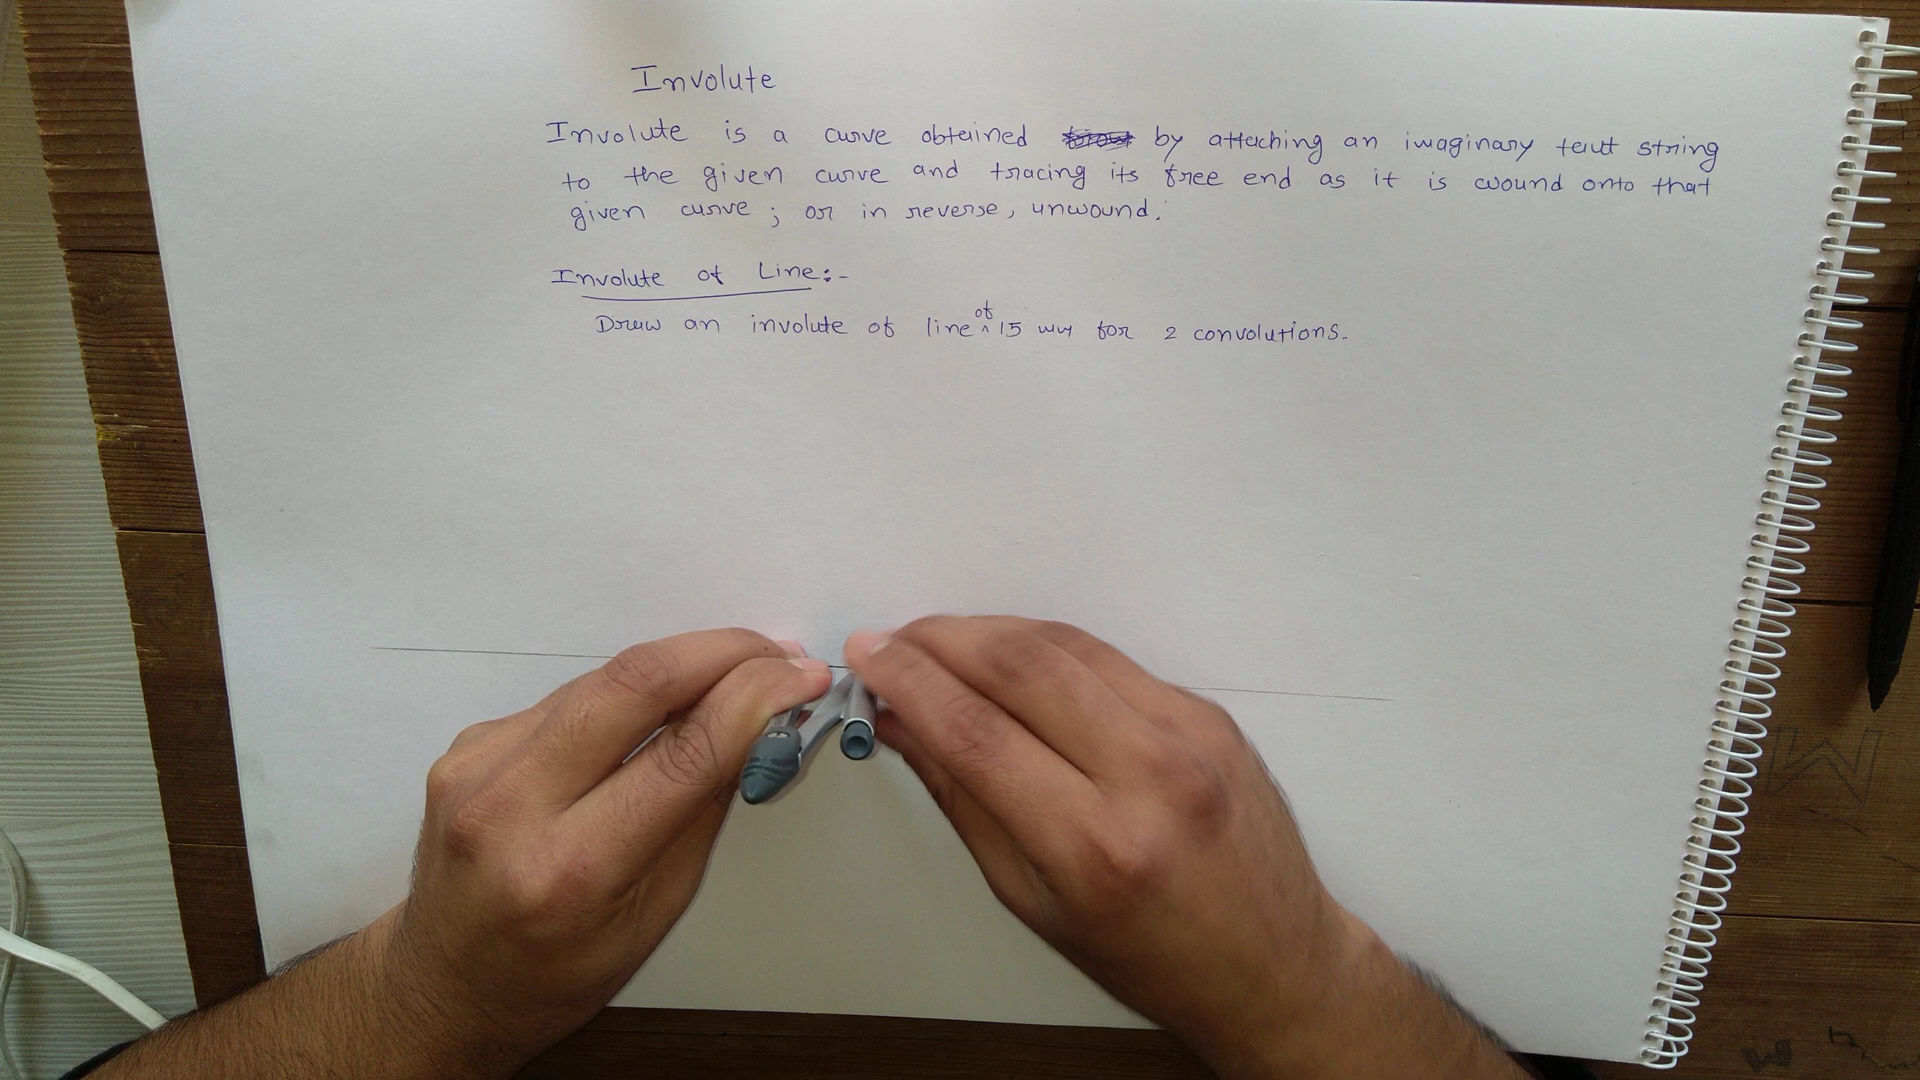 Involute
Involute is a curve obtained by attaching an imaginary taut string
to the given curve and tracing its free end as it is wound onto that
given curve ; or in reverse, unwound.
Involute of Line:-
Draw an involute of line of 15 mm for 2 convolutions.